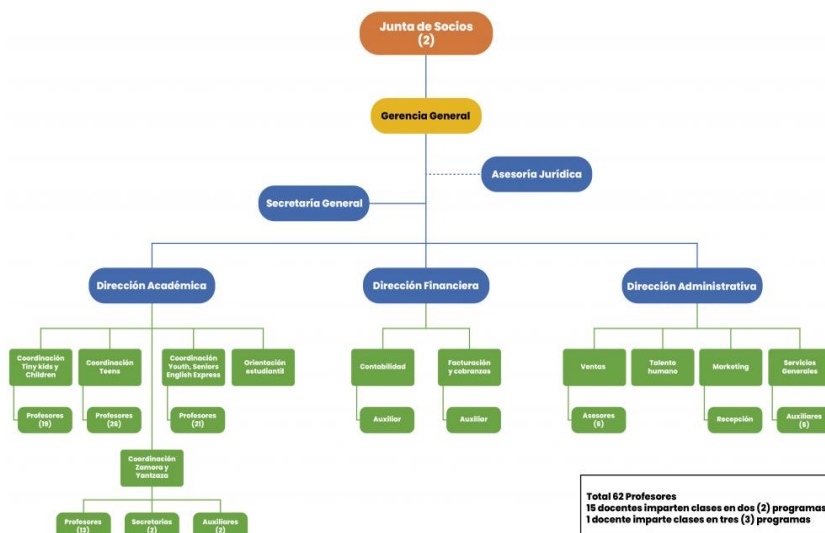 Junta de Socios
(2)
Gerencia General
Asesoría Jurídica
Secretaría General
Dirección Académica
Dirección Financiera
Dirección Administrativa
Coordinación
Tiny kids y
Children
Coordinación
Teens
Coordinación
Youth, Seniors
English Express
Orientación
estudiantil
Contabilidad
Facturación
y cobranzas
Ventas
Talento
humano
Marketing
Servicios
Generales
Profesores
(19)
Profesores
(26)
Profesores
(21)
Auxiliar
Auxiliar
Asesores
(6)
Recepción
Auxiliares
(6)
Coordinación
Zamora y
Yantzaza
Profesores
(13)
Secretarias
(2)
Auxiliares
(2)
Total 62 Profesores
15 docentes imparten clases en dos (2) programas
1 docente imparte clases en tres (3) programas